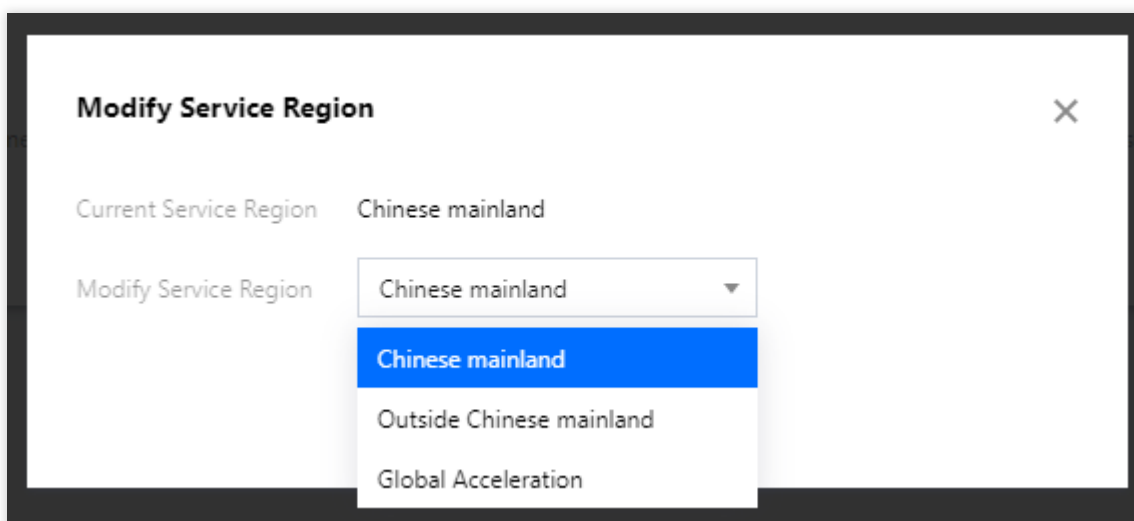 Modify Service Region
Current Service Region Chinese mainland
Modify Service Region Chinese mainland
Chinese mainland
Outside Chinese mainland
Global Acceleration